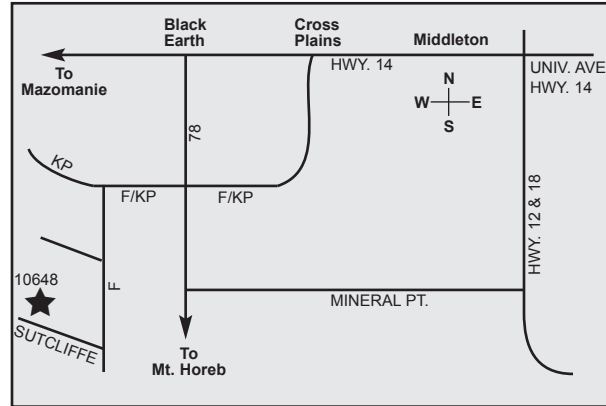 Black
Earth
Cross
Plains
Middleton
To
Mazomanie
HWY. 14
UNIV. AVE
HWY. 14
N
W E
S
78
KP
F/KP
F/KP
HWY. 12 & 18
10648
F
MINERAL PT.
SUTCLIFFE
To
Mt. Horeb